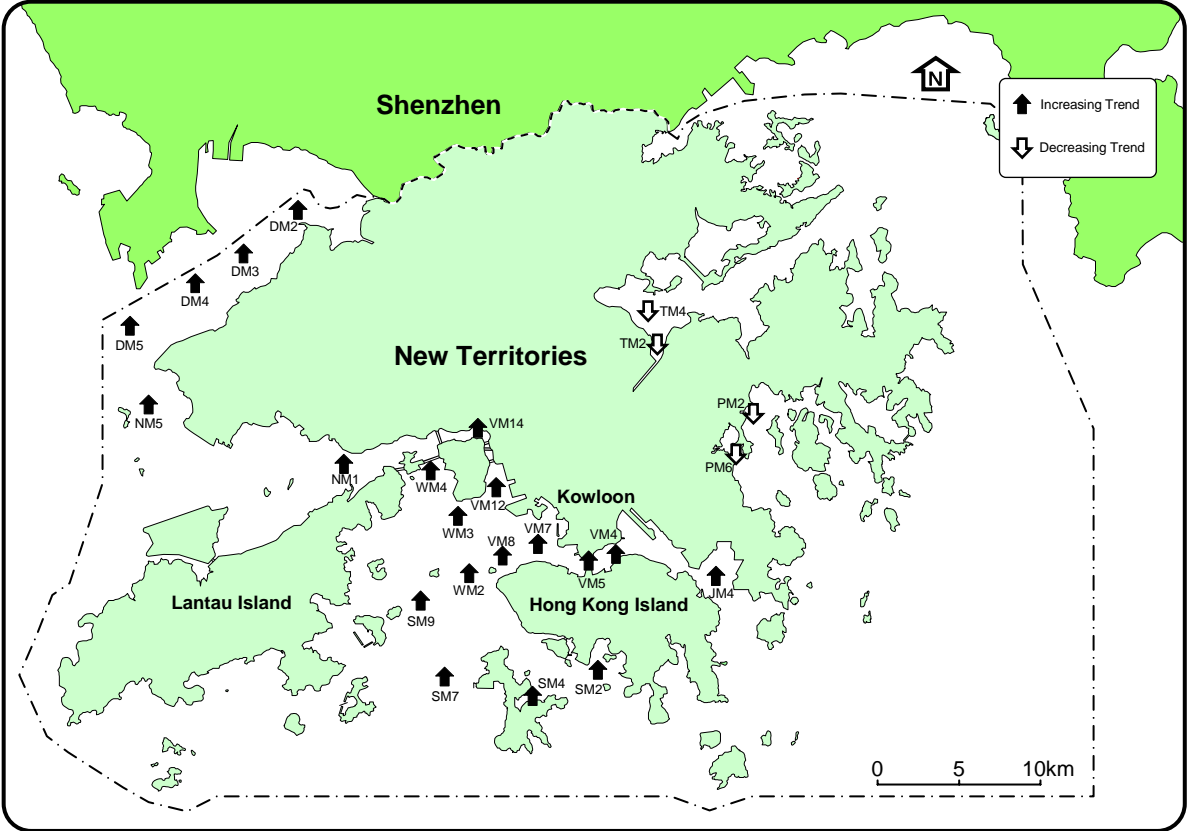 N
Shenzhen
Increasing Trend
Decreasing Trend
DM2
DM3
DM4
DM5
TM4
TM2
New Territories
PM2
NM5
VM14
PM6
NM1
WM4
Kowloon
VM12
WM3
VM7
VM8
VM4
VM5
WM2
JM4
Lantau Island
Hong Kong Island
SM9
SM4
SM2
SM7
0 5 10km